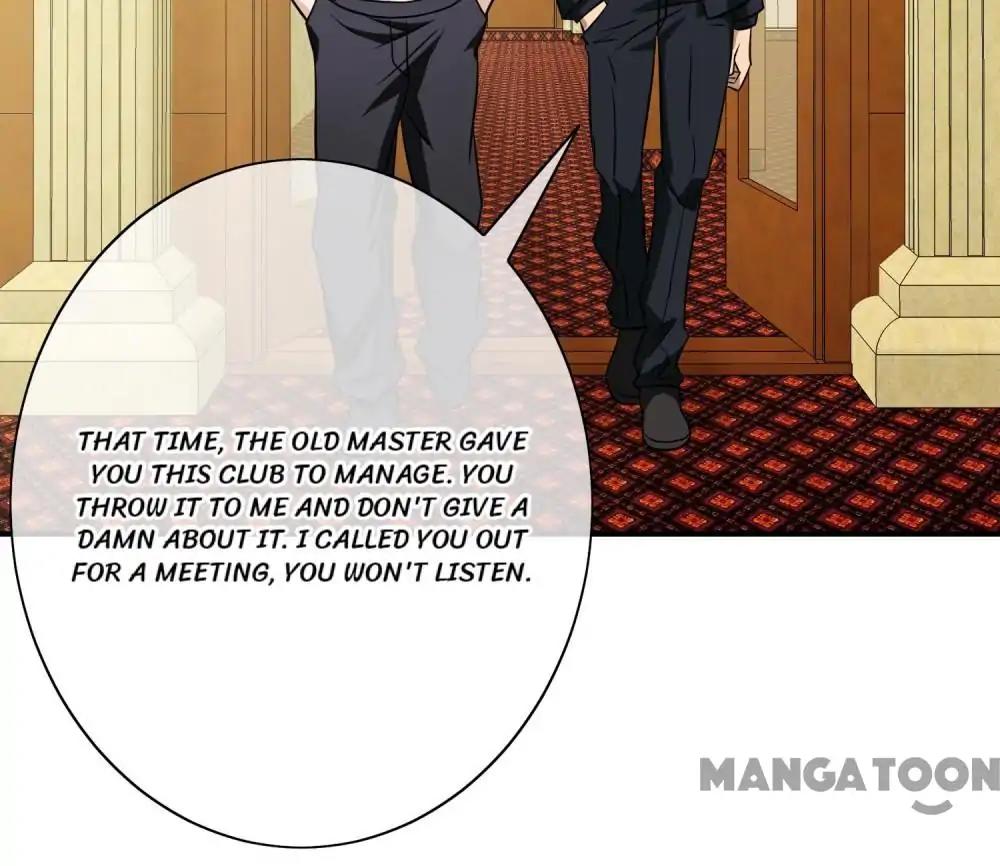 THAT TIME, THE OLD MASTER GAVE
YOU THIS CLUB TO MANAGE. YOU
THROW IT TO ME AND DON'T GIVE A
DAMN ABOUT IT. I CALLED YOU OUT
FOR A MEETING, YOU WON'T LISTEN.
MANGATOON